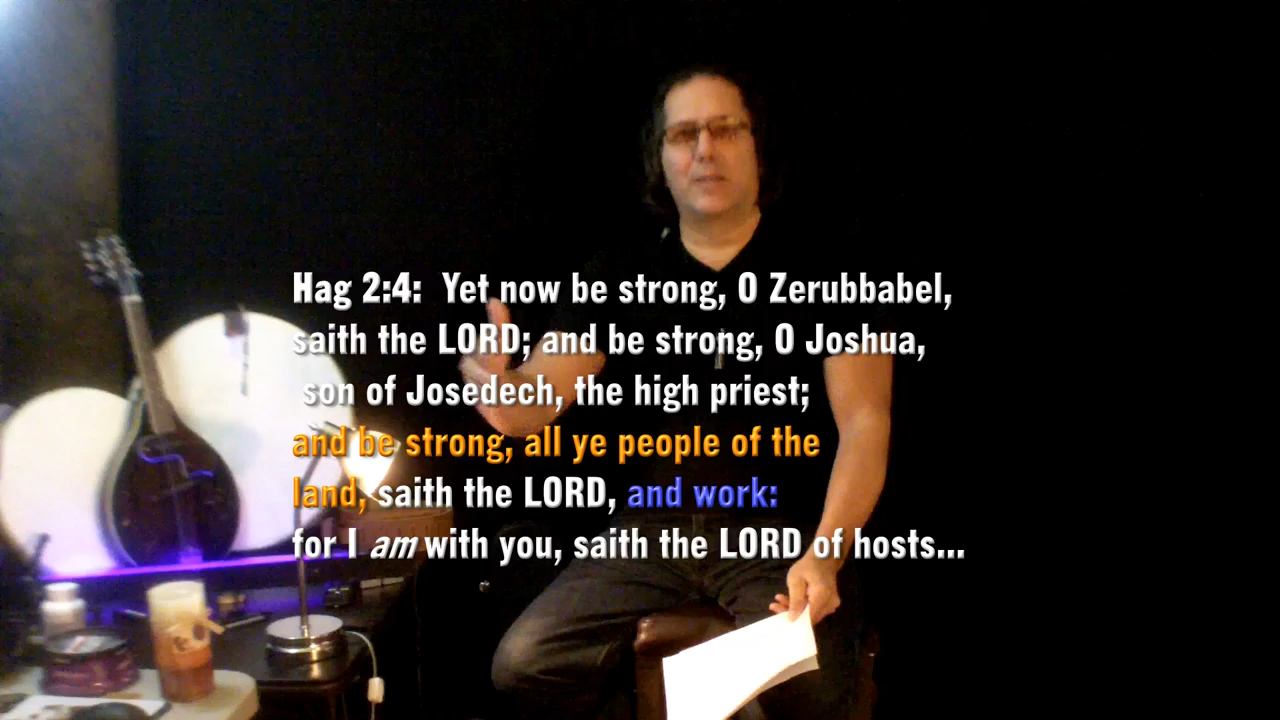 Hag 2:4:  Yet now be strong, O Zerubbabel,
saith the LORD; and be strong, O Joshua,
son of Josedech, the high priest;
and be strong, all ye people of the
land, saith the LORD, and work:
for I am with you, saith the LORD of hosts...